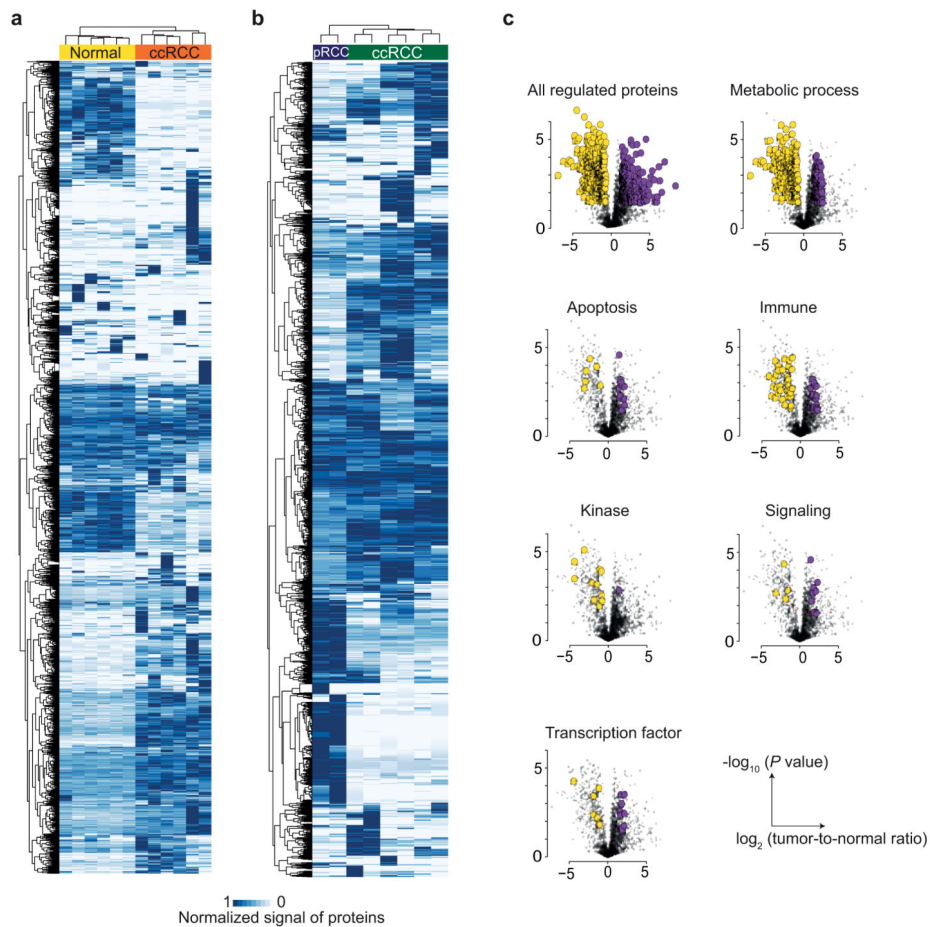 a
b
c
Normal
ccRCC
pRCC
ccRCC
1
0
Normalized signal of proteins
All regulated proteins
5
0
−5
0
5
Metabolic process
5
0
−5
0
5
Apoptosis
5
0
−5
0
5
Immune
5
0
−5
0
5
Kinase
5
0
−5
0
5
Signaling
5
0
−5
0
5
Transcription factor
5
0
−5
0
5
-log₁₀ (P value)
log₂ (tumor-to-normal ratio)